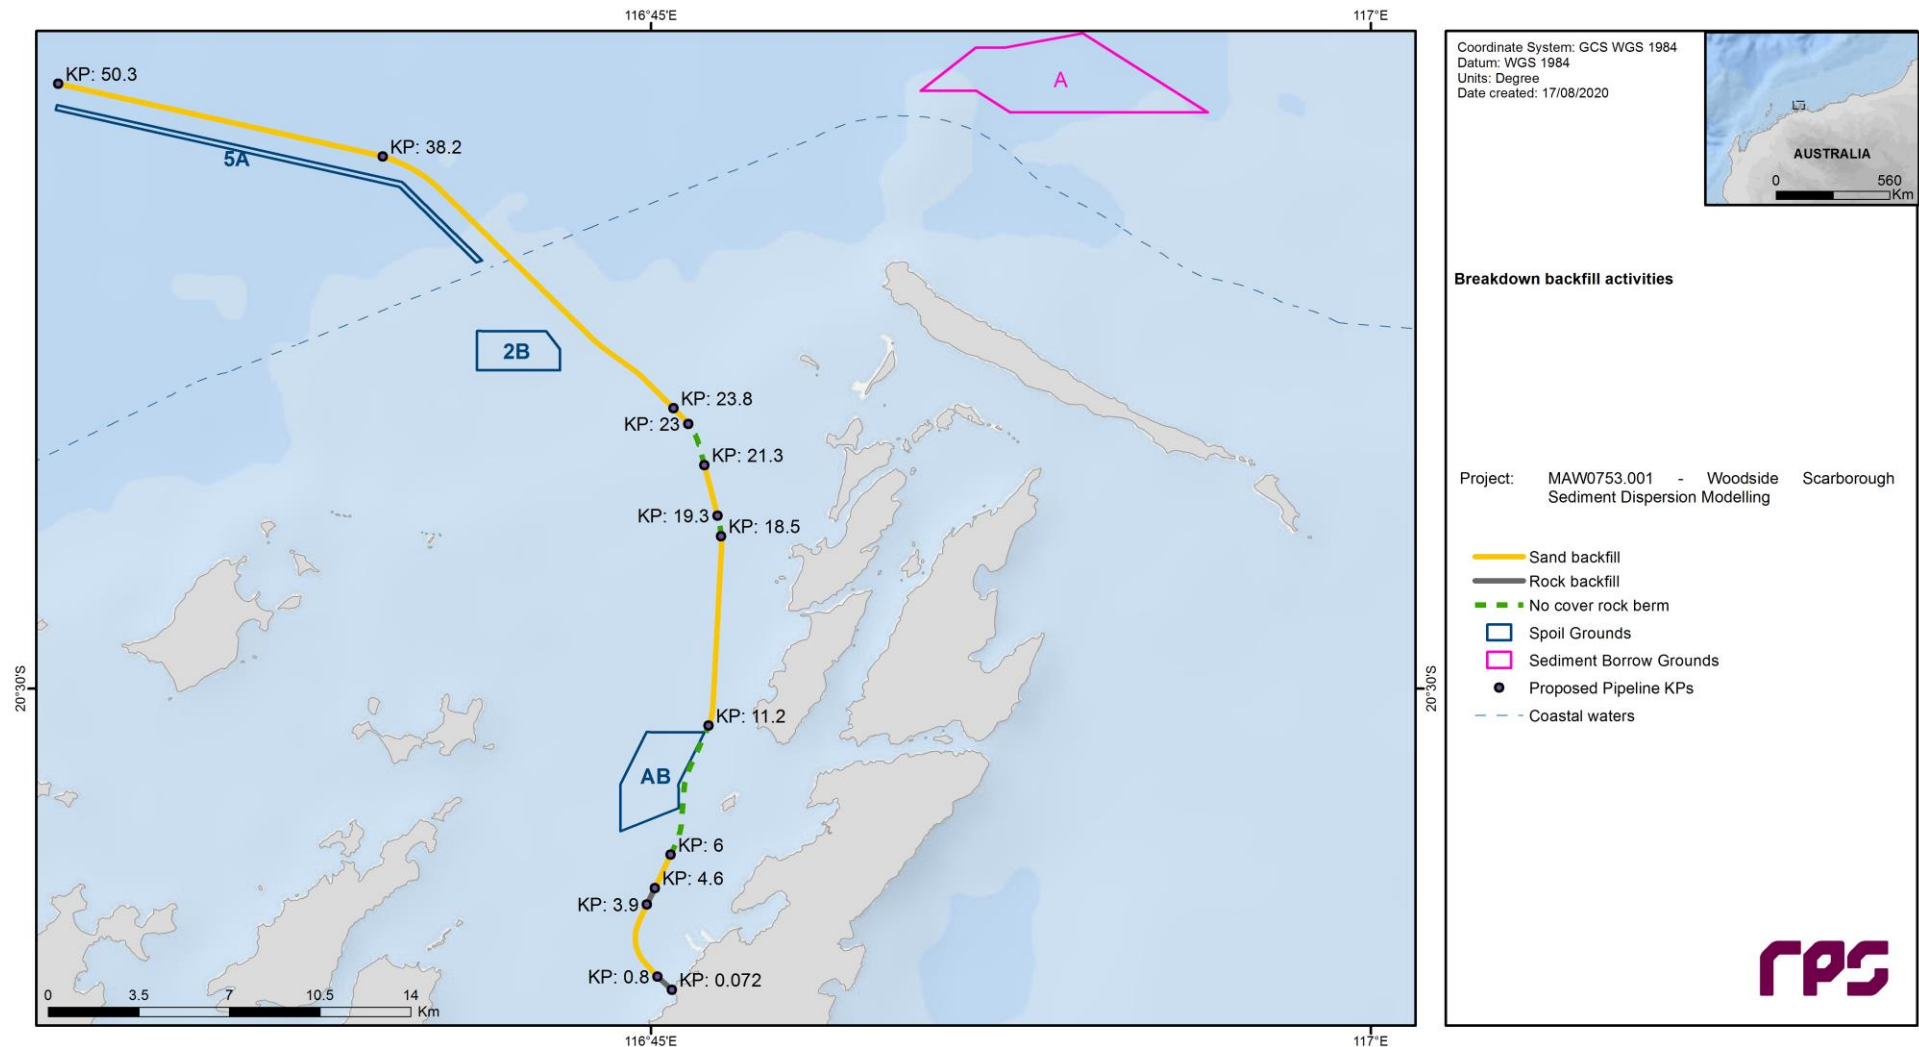 116°45'E
117°E
KP: 50.3
A
KP: 38.2
5A
2B
KP: 23.8
KP: 23
KP: 21.3
KP: 19.3
KP: 18.5
20°30'S
20°30'S
KP: 11.2
AB
KP: 6
KP: 4.6
KP: 3.9
KP: 0.8
KP: 0.072
0 3.5 7 10.5 14
Km
116°45'E
117°E
Coordinate System: GCS WGS 1984
Datum: WGS 1984
Units: Degree
Date created: 17/08/2020
AUSTRALIA
0 560
Km
Breakdown backfill activities
Project: MAW0753.001 - Woodside Scarborough
Sediment Dispersion Modelling
Sand backfill
Rock backfill
No cover rock berm
Spoil Grounds
Sediment Borrow Grounds
Proposed Pipeline KPs
Coastal waters
rps